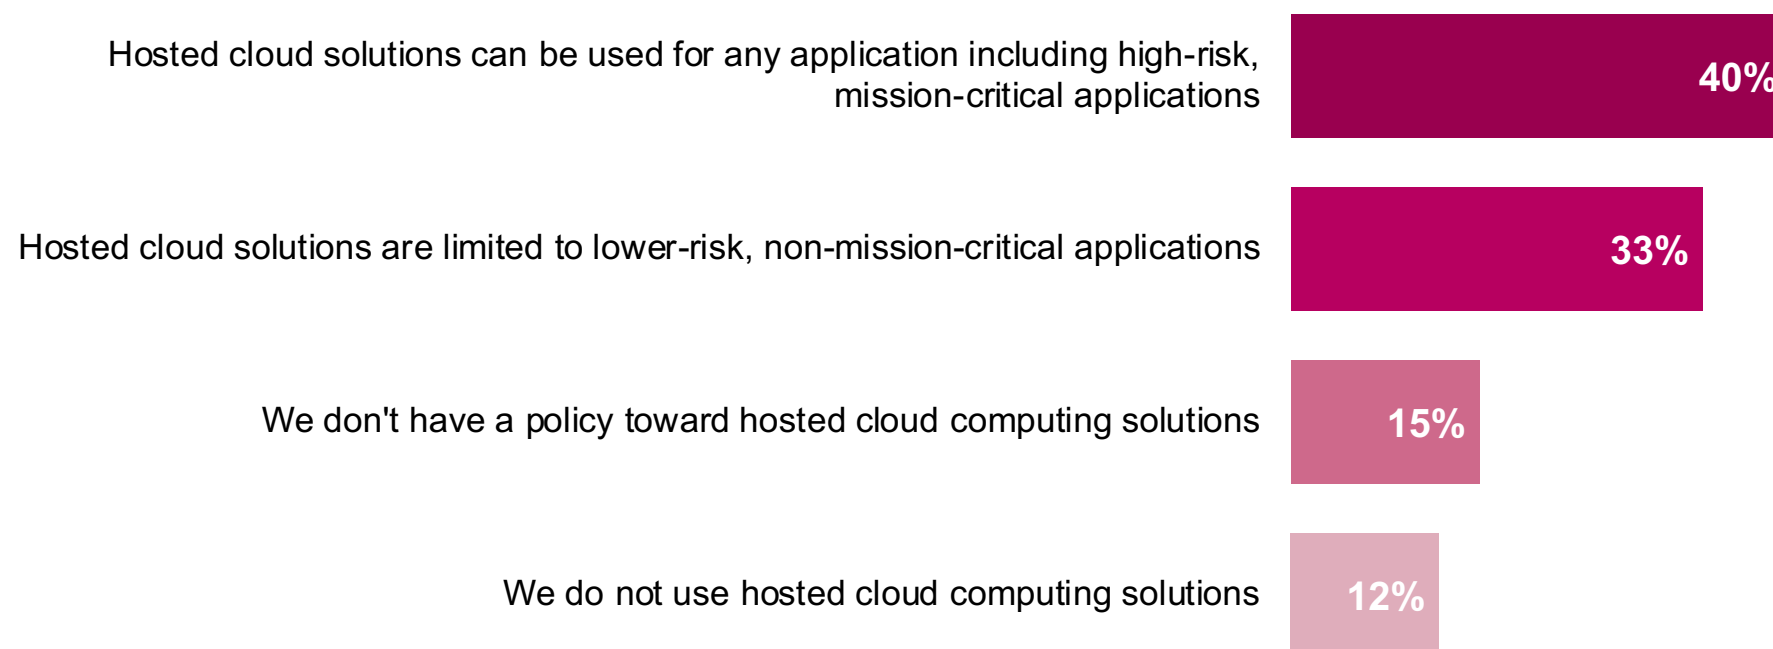 Hosted cloud solutions can be used for any application including high-risk,
mission-critical applications
40%
Hosted cloud solutions are limited to lower-risk, non-mission-critical applications
33%
We don't have a policy toward hosted cloud computing solutions
15%
We do not use hosted cloud computing solutions
12%